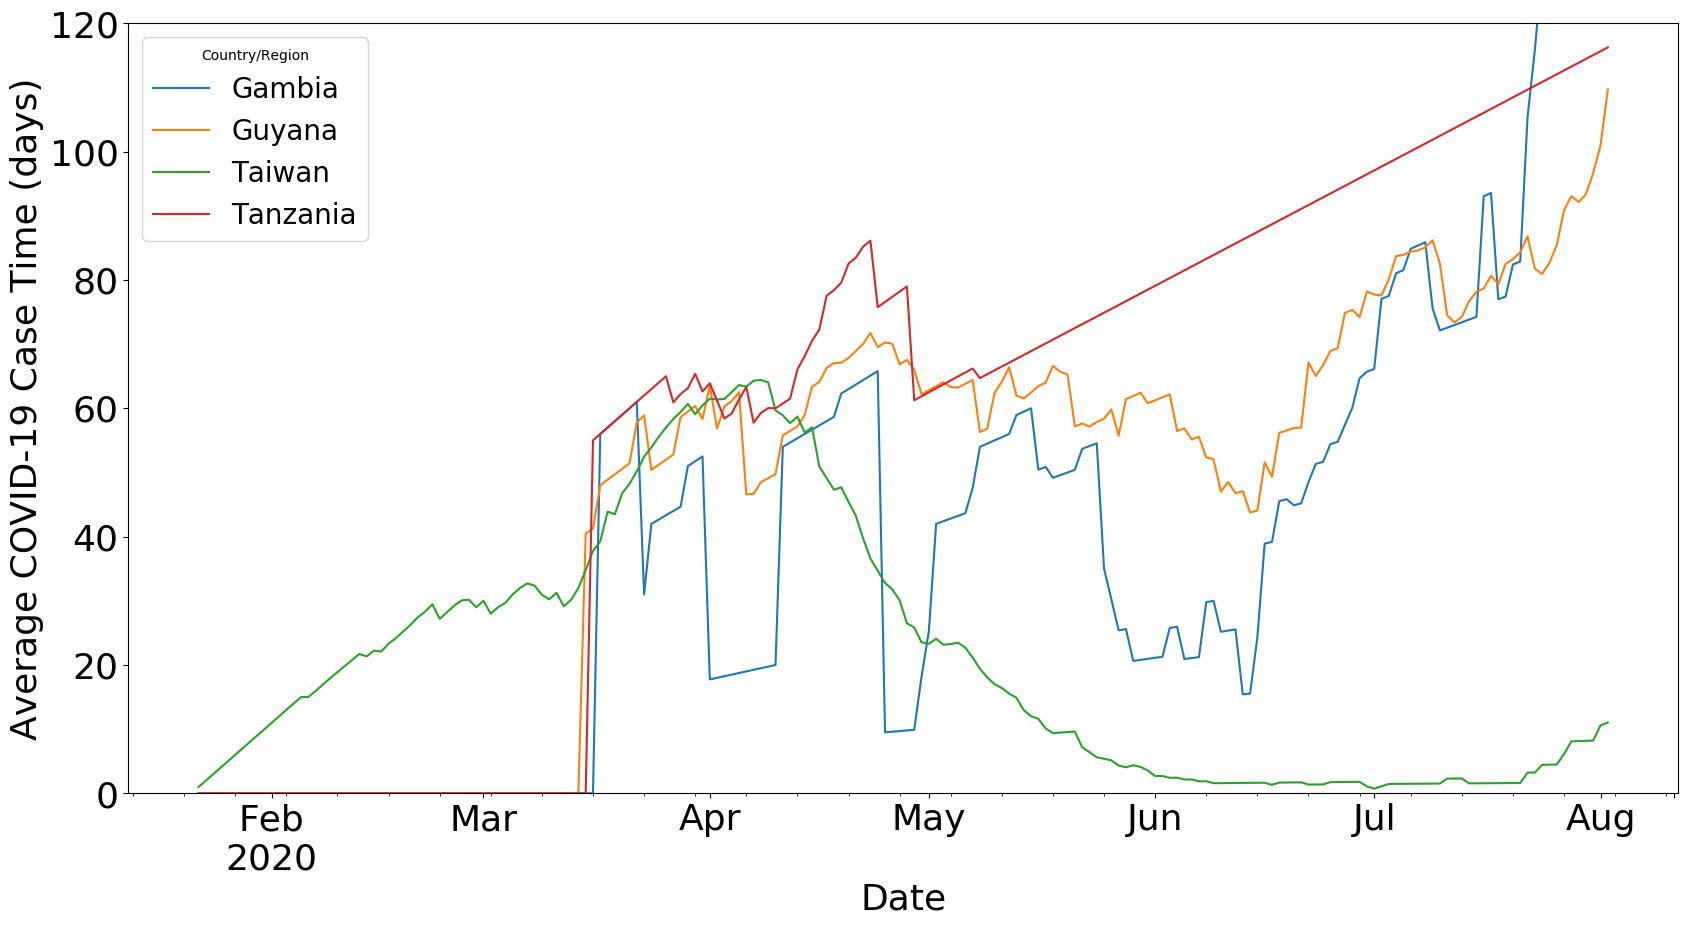 Average COVID-19 Case Time (days)
120
100
80
60
40
20
0
Country/Region
Gambia
Guyana
Taiwan
Tanzania
Feb
2020
Mar
Apr
May
Jun
Jul
Aug
Date